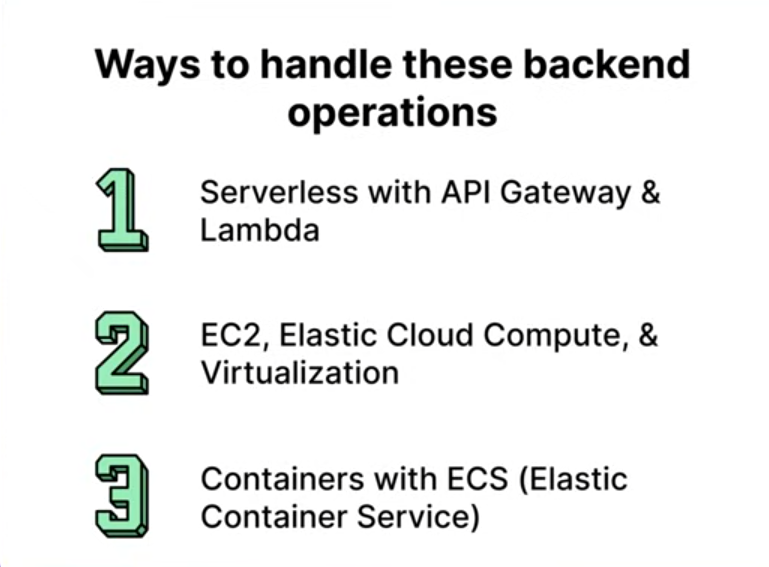 Ways to handle these backend
operations
1
Serverless with API Gateway &
Lambda
2
EC2, Elastic Cloud Compute, &
Virtualization
3
Containers with ECS (Elastic
Container Service)